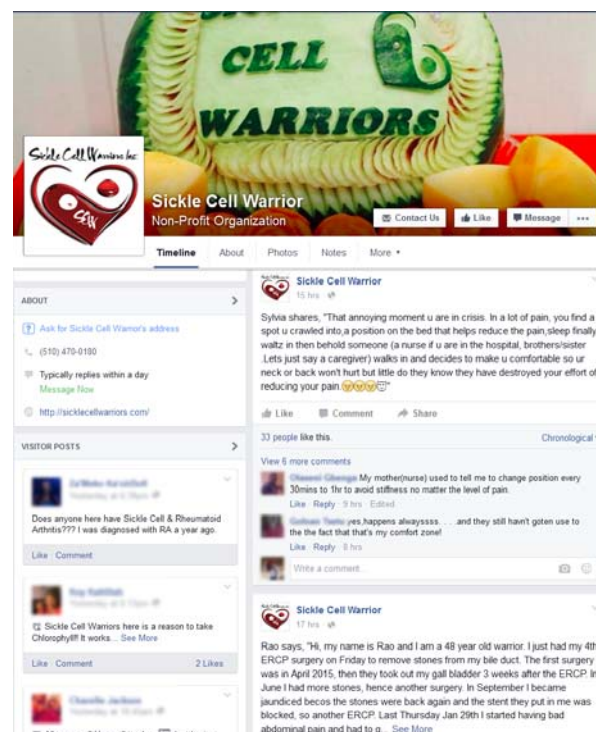 CELL
WARRIORS
Sickle Cell Warriors Inc
SCW
Sickle Cell Warrior
Non-Profit Organization
Contact Us
Like
Message
Timeline
About
Photos
Notes
More
ABOUT
Ask for Sickle Cell Warrior's address
(510) 470-0180
Typically replies within a day
Message Now
http://sicklecellwarriors.com/
VISITOR POSTS
Does anyone here have Sickle Cell & Rheumatoid
Arthritis??? I was diagnosed with RA a year ago.
Like · Comment
Sickle Cell Warriors here is a reason to take
Chlorophyll!! It works... See More
Like · Comment
2 Likes
Sickle Cell Warrior
15 hrs
Sylvia shares, "That annoying moment u are in crisis. In a lot of pain, you find a
spot u crawled into,a position on the bed that helps reduce the pain,sleep finally
waltz in then behold someone (a nurse if u are in the hospital, brothers/sister
.Lets just say a caregiver) walks in and decides to make u comfortable so ur
neck or back won't hurt but little do they know they have destroyed your effort of
reducing your pain.
Like
Comment
Share
33 people like this.
Chronological
View 6 more comments
My mother(nurse) used to tell me to change position every
30mins to 1hr to avoid stiffness no matter the level of pain.
Like · Reply · 9 hrs · Edited
yes,happens alwayssss. . . .and they still havn't goten use to
the the fact that that's my comfort zone!
Like · Reply · 8 hrs
Write a comment...
Sickle Cell Warrior
17 hrs
Rao says, "Hi, my name is Rao and I am a 48 year old warrior. I just had my 4th
ERCP surgery on Friday to remove stones from my bile duct. The first surgery
was in April 2015, then they took out my gall bladder 3 weeks after the ERCP. In
June I had more stones, hence another surgery. In September I became
jaundiced becos the stones were back again and the stent they put in me was
blocked, so another ERCP. Last Thursday Jan 29th I started having bad
abdominal pain and had to g... See More